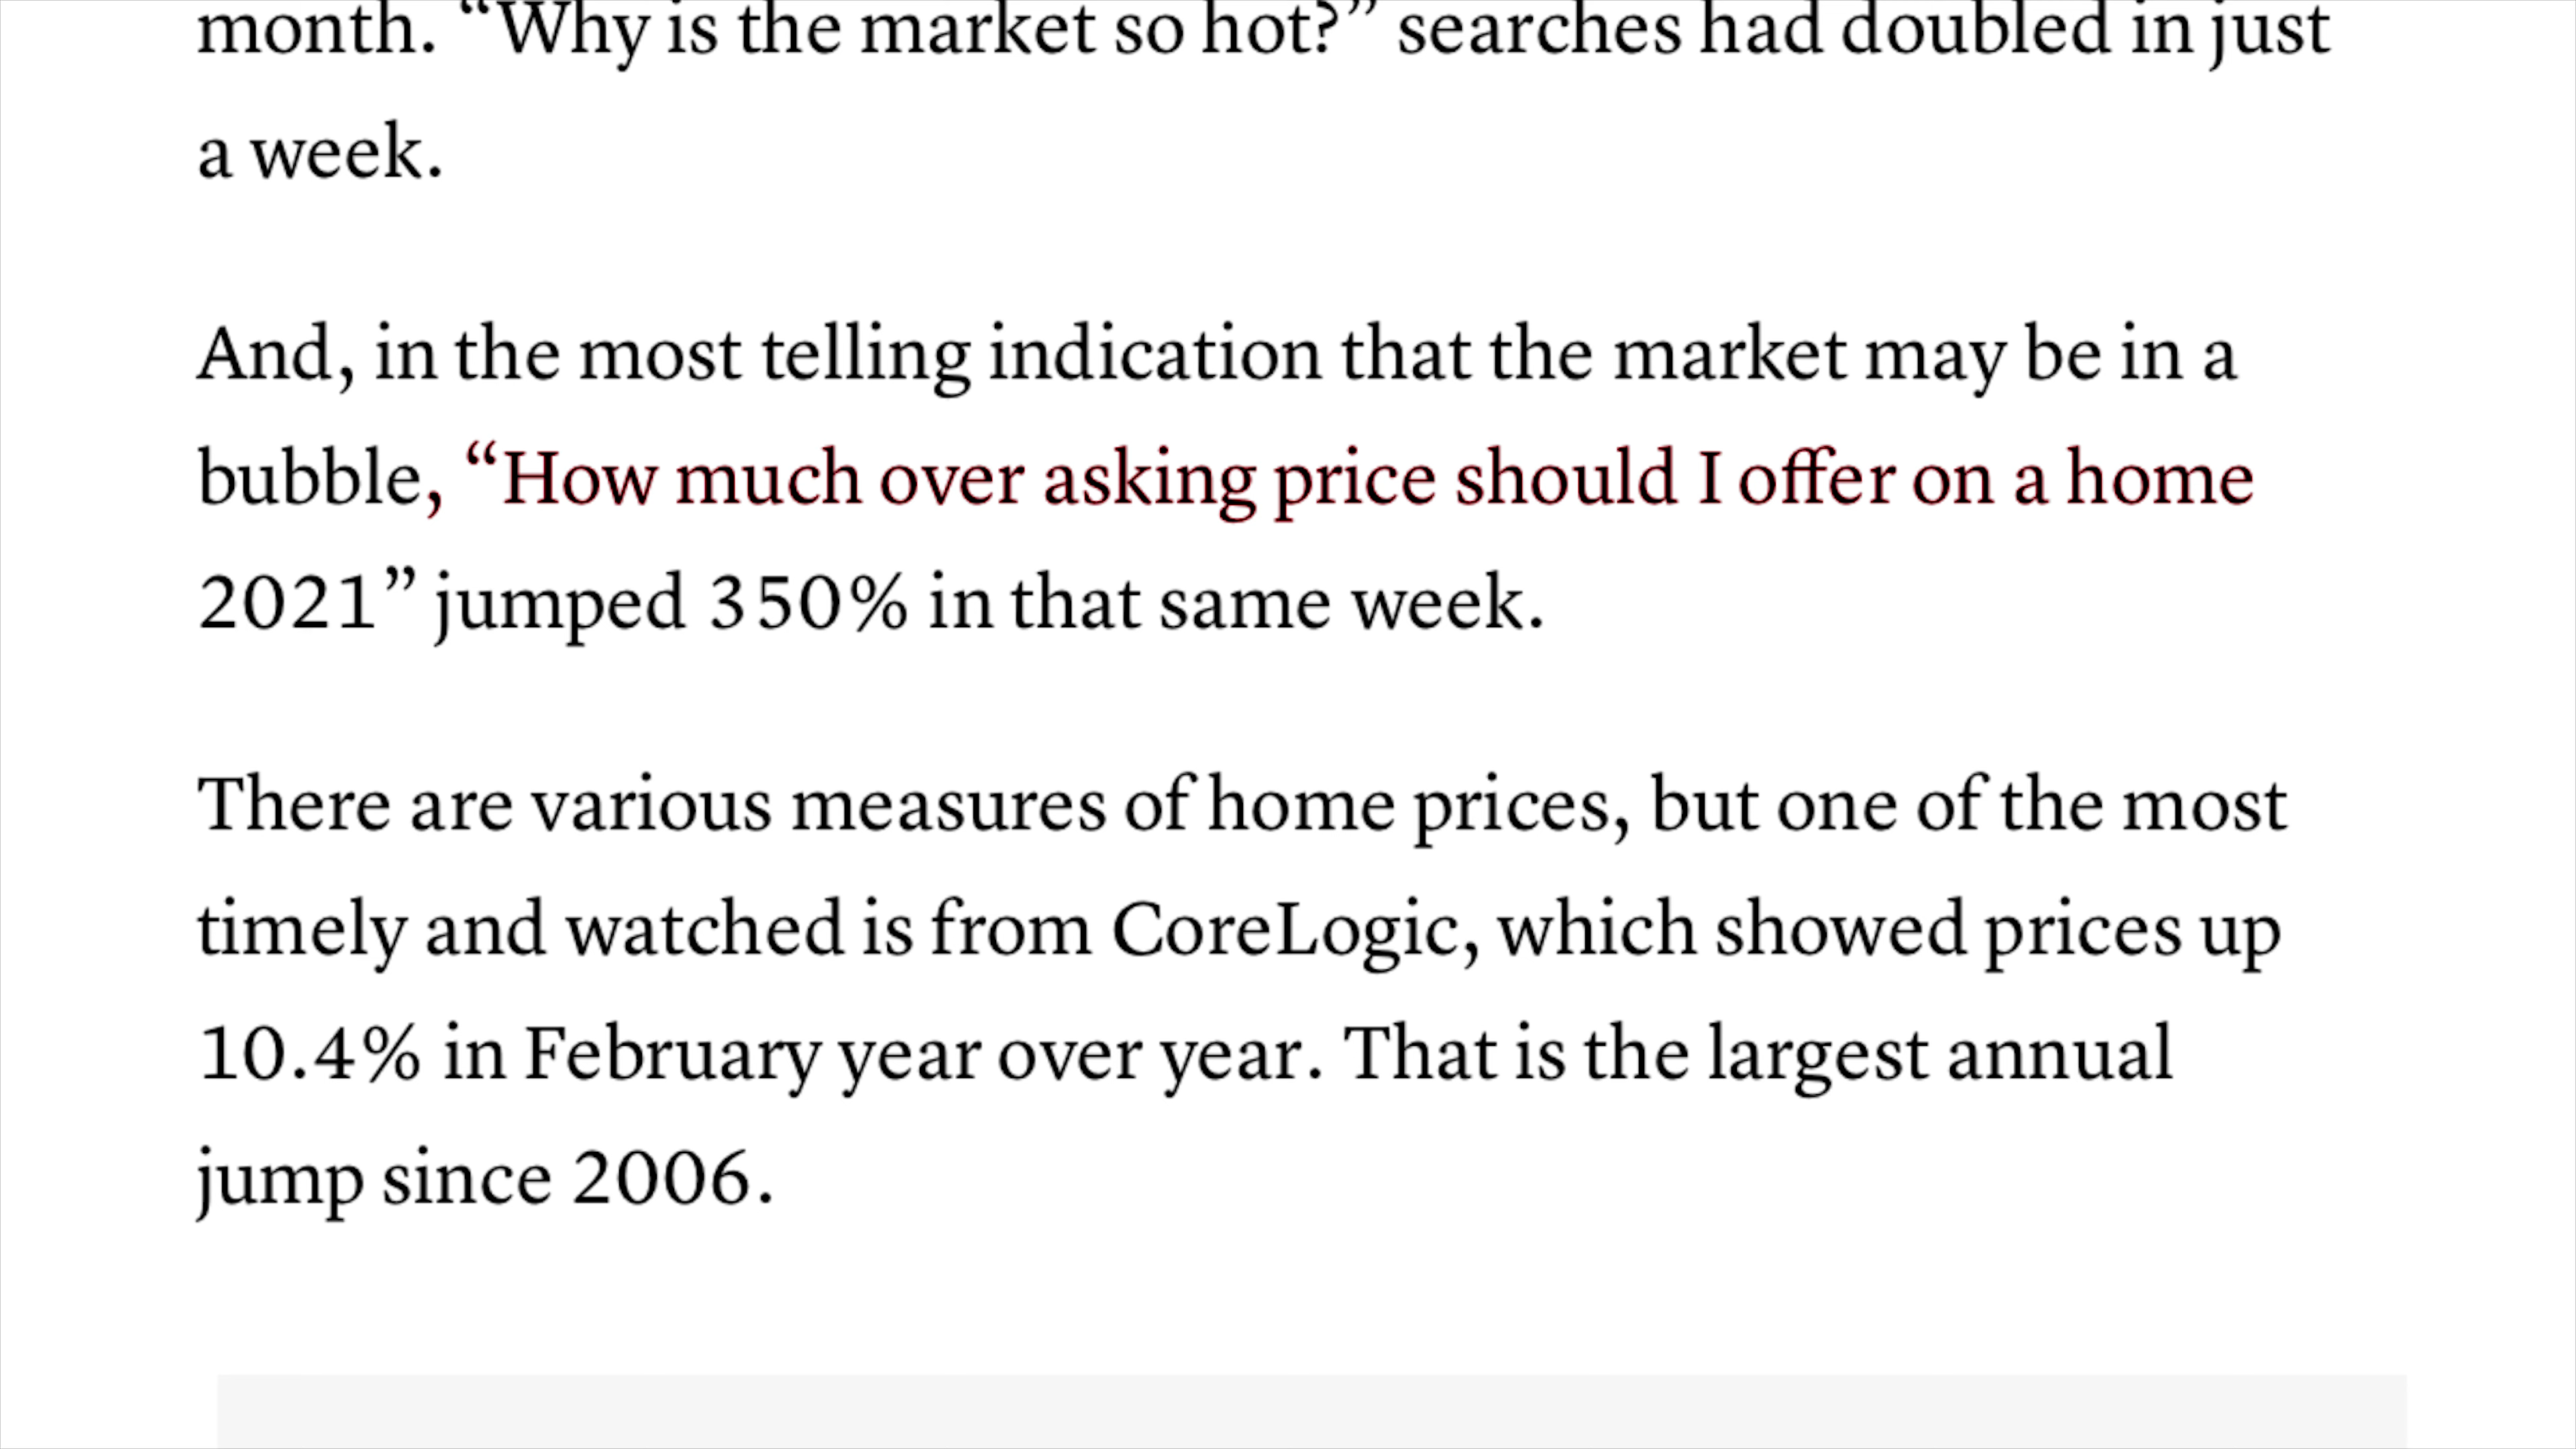 month. “Why is the market so hot?” searches had doubled in just
a week.
And, in the most telling indication that the market may be in a
bubble, “How much over asking price should I offer on a home
2021” jumped 350% in that same week.
There are various measures of home prices, but one of the most
timely and watched is from CoreLogic, which showed prices up
10.4% in February year over year. That is the largest annual
jump since 2006.